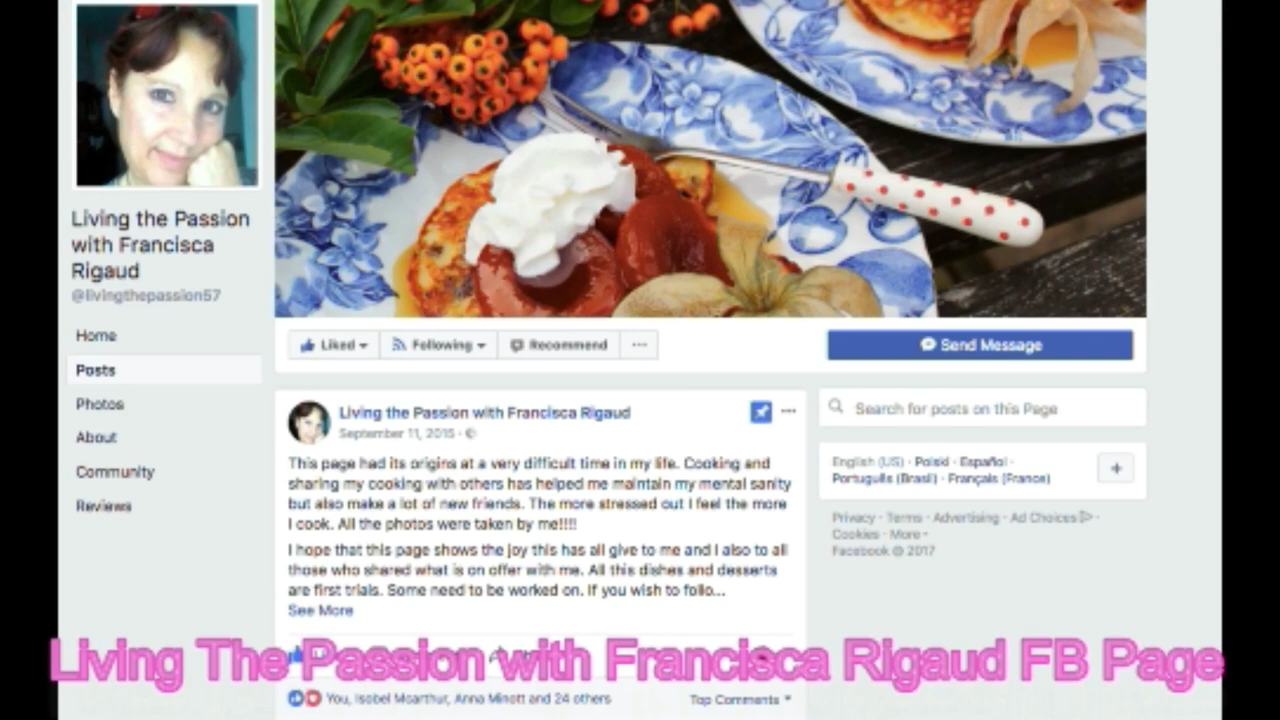 Living the Passion
with Francisca
Rigaud
@livingthepassion57
Home
Posts
Photos
About
Community
Reviews
Liked
Following
Recommend
Send Message
Living the Passion with Francisca Rigaud
September 11, 2015
This page had its origins at a very difficult time in my life. Cooking and
sharing my cooking with others has helped me maintain my mental sanity
but also make a lot of new friends. The more stressed out I feel the more
I cook. All the photos were taken by me!!!!
I hope that this page shows the joy this has all give to me and I also to all
those who shared what is on offer with me. All this dishes and desserts
are first trials. Some need to be worked on. If you wish to follo...
See More
Search for posts on this Page
English (US) · Polski · Español ·
Português (Brasil) · Français (France)
Privacy · Terms · Advertising · Ad Choices ·
Cookies · More
Facebook © 2017
Living The Passion with Francisca Rigaud FB Page
You, Isobel Mcarthur, Anna Minott and 24 others
Top Comments